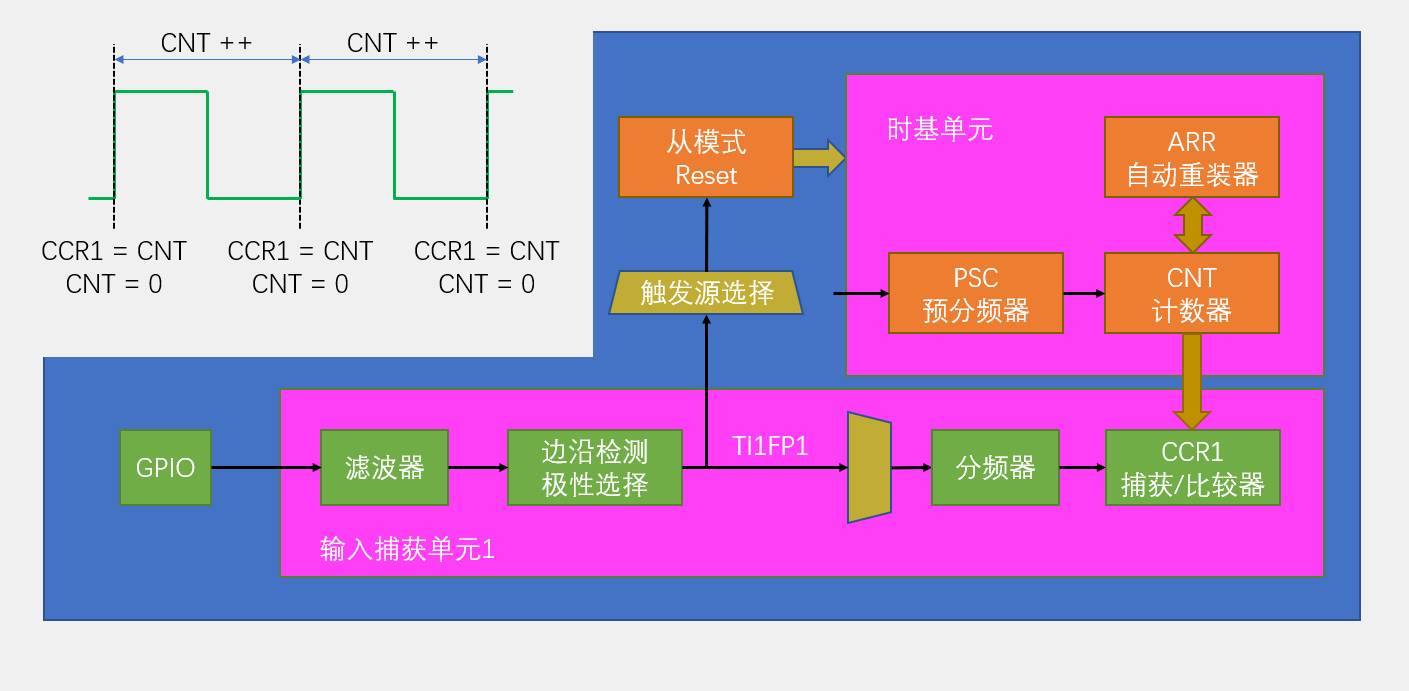 CNT ++
CNT ++
CCR1 = CNT
CNT = 0
CCR1 = CNT
CNT = 0
CCR1 = CNT
CNT = 0
从模式
Reset
时基单元
ARR
自动重装器
触发源选择
PSC
预分频器
CNT
计数器
GPIO
滤波器
边沿检测
极性选择
TI1FP1
分频器
CCR1
捕获/比较器
输入捕获单元1